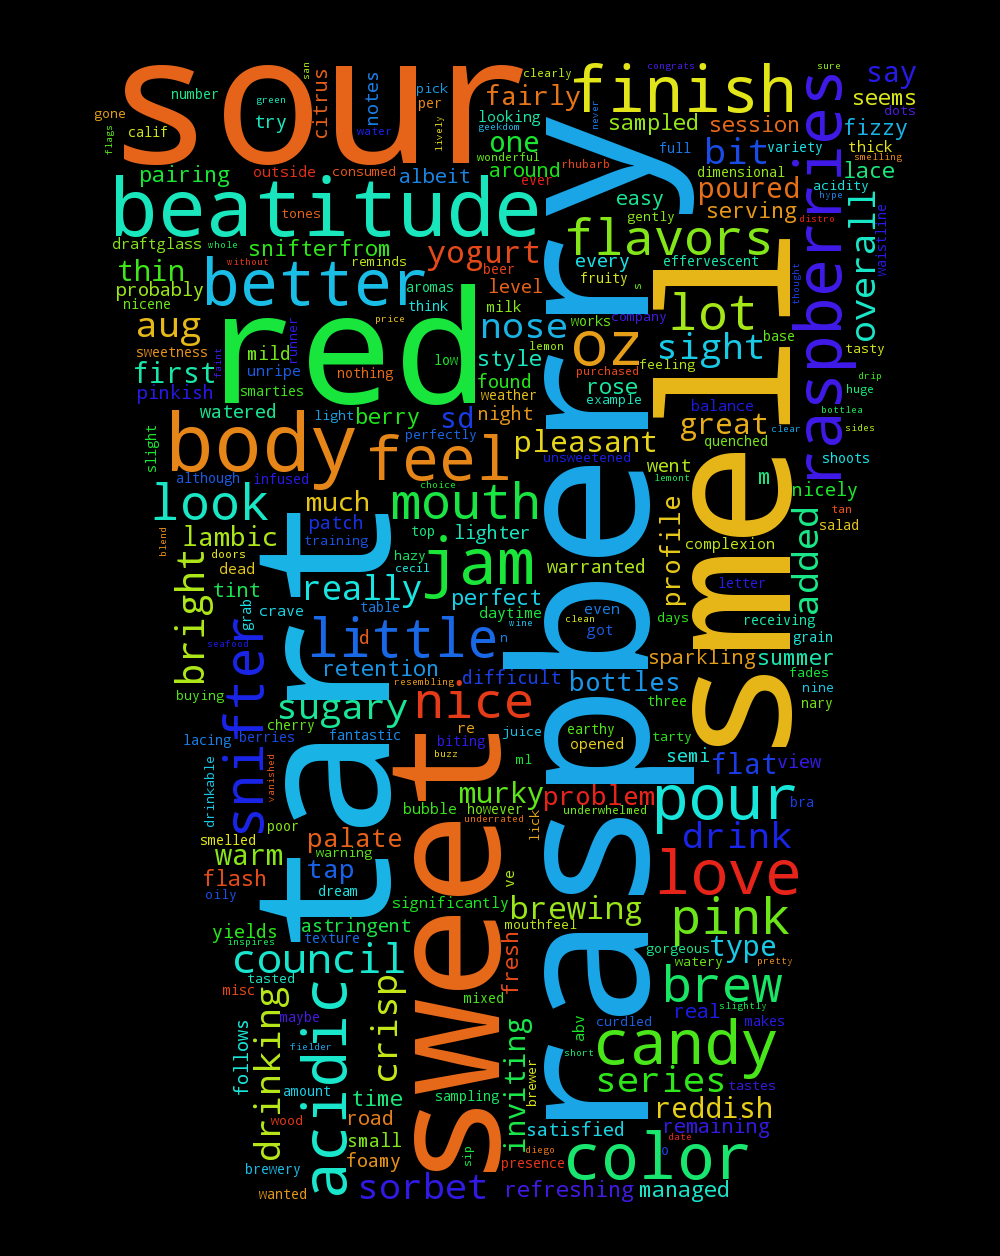 sour
finish
raspberries
say
seems
dots
congrats
sure
clearly
san
number
green
try
citrus
notes
pick
per
water
lively
looking
geekdom
fairly
sampled
session
never
fizzy
thick
smelling
gone
calif
flags
pairing
outside
consumed
albeit
one
wonderful
around
ever
rhubarb
full
bit
variety
dimensional
lace
acidity
hype
distro
beatitude
tones
easy
poured
gently
serving
overall
waistline
draftglass
whole
snifterfrom
yogurt
flavors
thin
without
reminds
beer
every
effervescent
probably
better
aromas
level
fruity
s
thought
nicene
think
milk
lot
aug
red
price
nose
works
company
oz
base
sweetness
runner
mild
low
style
lemon
sight
tasty
first
faint
unripe
nothing
found
purchased
feeling
drip
pinkish
smarties
weather
rose
example
huge
watered
light
berry
sd
night
balance
bottlea
slight
body
perfectly
pleasant
great
clear
sides
feel
quenched
although
infused
unsweetened
went
lemont
m
shoots
look
much
choice
mouth
nicely
lambic
patch
training
top
lighter
profile
tan
salad
blend
doors
dead
hazy
cecil
jam
warranted
complexion
added
bright
tint
really
perfect
letter
grab
crave
table
daytime
even
days
receiving
d
little
wine
n
clean
got
grain
seafood
snifter
retention
difficult
sparkling
summer
resembling
bottles
fades
buying
sugary
nice
three
nine
nary
cherry
re
juice
earthy
tarty
lacing
berries
fantastic
biting
opened
semi
buzz
flat
view
drinkable
vanished
tart
ml
raspberry
smell
murky
problem
pour
bra
bubble
however
underwhelmed
poor
underrated
lick
smelled
palate
drink
warm
warning
flash
tap
ve
love
oily
dream
significantly
brewing
yields
astringent
mouthfeel
pink
inspires
texture
gorgeous
type
council
fresh
watery
pretty
tasted
misc
sweet
mixed
brew
slightly
maybe
crisp
abv
curdled
real
makes
drinking
acidic
fielder
inviting
short
candy
follows
amount
time
sampling
brewer
series
tastes
wood
road
reddish
small
satisfied
remaining
date
brewery
foamy
sip
diego
presence
color
o
wanted
sorbet
refreshing
managed